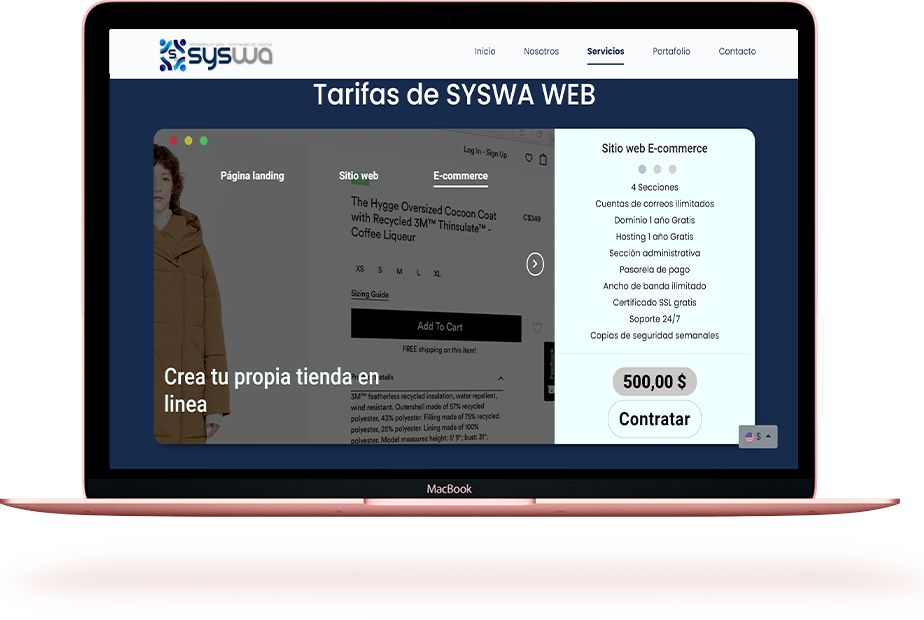 syswa
Inicio
Nosotros
Servicios
Portafolio
Contacto
Tarifas de SYSWA WEB
Log In - Sign Up
Página landing
Sitio web
E-commerce
The Hygge Oversized Cocoon Coat
with Recycled 3M™ Thinsulate™ -
Coffee Liqueur
C$349
XS S M L XL
Sizing Guide
Add To Cart
FREE shipping on this item!
Crea tu propia tienda en
linea
Details
3M™ featherless recycled insulation, water repellent,
wind resistant. Outershell made of 57% recycled
polyester, 43% polyester. Filling made of 75% recycled
polyester, 25% polyester. Lining made of 100%
polyester. Model measures height: 5' 9"; bust: 31";
Sitio web E-commerce
4 Secciones
Cuentas de correos ilimitados
Dominio 1 año Gratis
Hosting 1 año Gratis
Sección administrativa
Pasarela de pago
Ancho de banda ilimitado
Certificado SSL gratis
Soporte 24/7
Copias de seguridad semanales
500,00 $
Contratar
$
MacBook